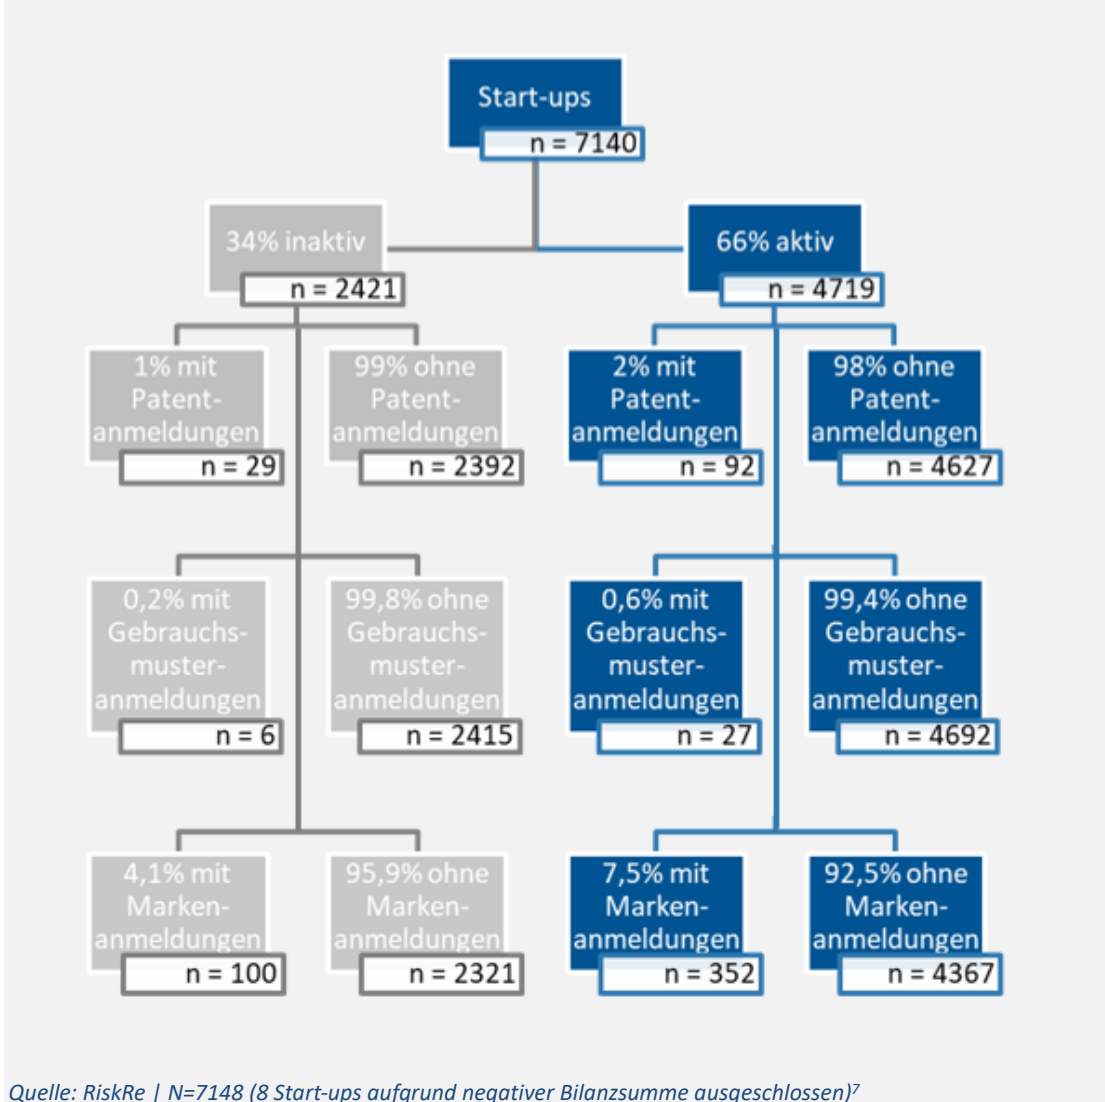 Start-ups
n = 7140
34% inaktiv
n = 2421
66% aktiv
n = 4719
1% mit
Patent-
anmeldungen
n = 29
99% ohne
Patent-
anmeldungen
n = 2392
2% mit
Patent-
anmeldungen
n = 92
98% ohne
Patent-
anmeldungen
n = 4627
0,2% mit
Gebrauchs-
muster-
anmeldungen
n = 6
99,8% ohne
Gebrauchs-
muster-
anmeldungen
n = 2415
0,6% mit
Gebrauchs-
muster-
anmeldungen
n = 27
99,4% ohne
Gebrauchs-
muster-
anmeldungen
n = 4692
4,1% mit
Marken-
anmeldungen
n = 100
95,9% ohne
Marken-
anmeldungen
n = 2321
7,5% mit
Marken-
anmeldungen
n = 352
92,5% ohne
Marken-
anmeldungen
n = 4367
Quelle: RiskRe | N=7148 (8 Start-ups aufgrund negativer Bilanzsumme ausgeschlossen)⁷